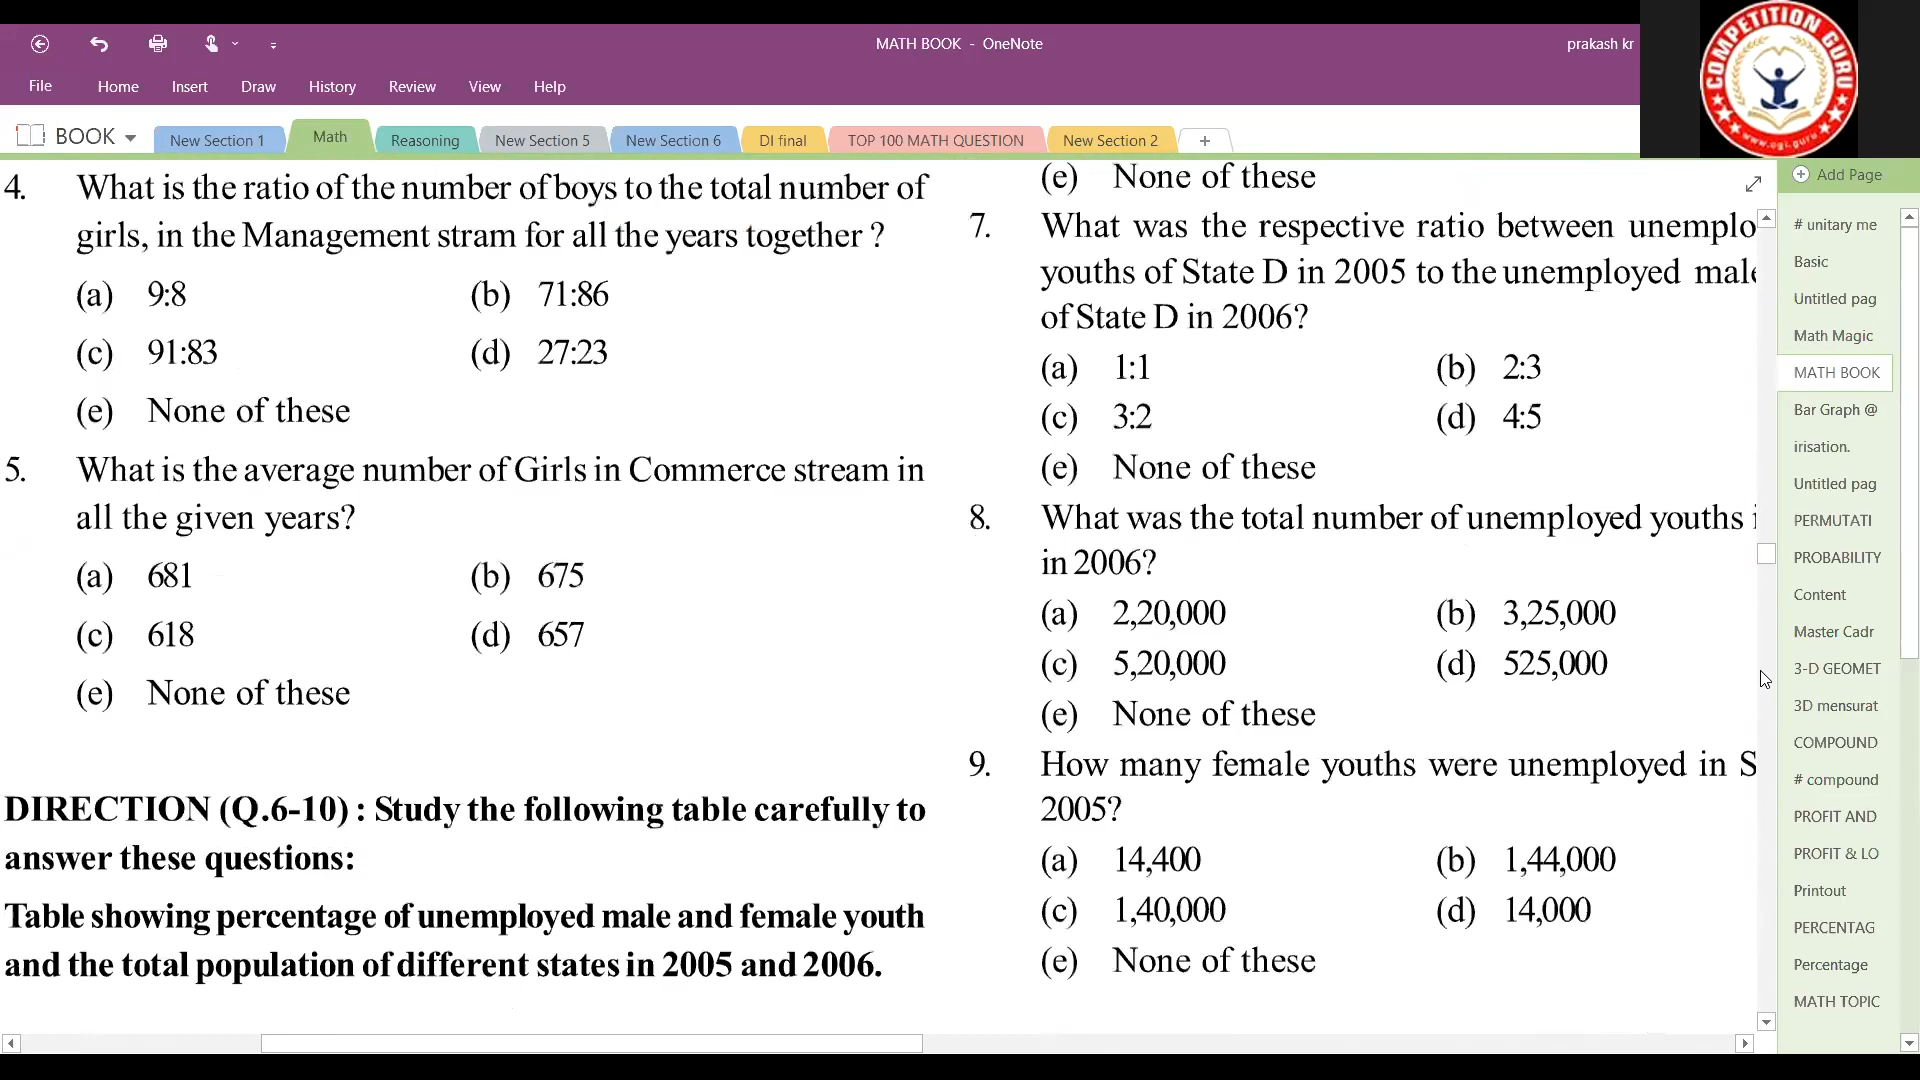 MATH BOOK - OneNote
prakash kr
COMPETITION GURU
www.cgl.guru
File Home Insert Draw History Review View Help
BOOK New Section 1 Math Reasoning New Section 5 New Section 6 DI final TOP 100 MATH QUESTION New Section 2 +
4. What is the ratio of the number of boys to the total number of
girls, in the Management stram for all the years together ?
(a) 9:8 (b) 71:86
(c) 91:83 (d) 27:23
(e) None of these
5. What is the average number of Girls in Commerce stream in
all the given years?
(a) 681 (b) 675
(c) 618 (d) 657
(e) None of these
DIRECTION (Q.6-10) : Study the following table carefully to
answer these questions:
Table showing percentage of unemployed male and female youth
and the total population of different states in 2005 and 2006.
(e) None of these
7. What was the respective ratio between unemplo
youths of State D in 2005 to the unemployed male
of State D in 2006?
(a) 1:1 (b) 2:3
(c) 3:2 (d) 4:5
(e) None of these
8. What was the total number of unemployed youths i
in 2006?
(a) 2,20,000 (b) 3,25,000
(c) 5,20,000 (d) 525,000
(e) None of these
9. How many female youths were unemployed in S
2005?
(a) 14,400 (b) 1,44,000
(c) 1,40,000 (d) 14,000
(e) None of these
Add Page
# unitary me
Basic
Untitled pag
Math Magic
MATH BOOK
Bar Graph @
irisation.
Untitled pag
PERMUTATI
PROBABILITY
Content
Master Cadr
3-D GEOMET
3D mensurat
COMPOUND
# compound
PROFIT AND
PROFIT & LO
Printout
PERCENTAG
Percentage
MATH TOPIC